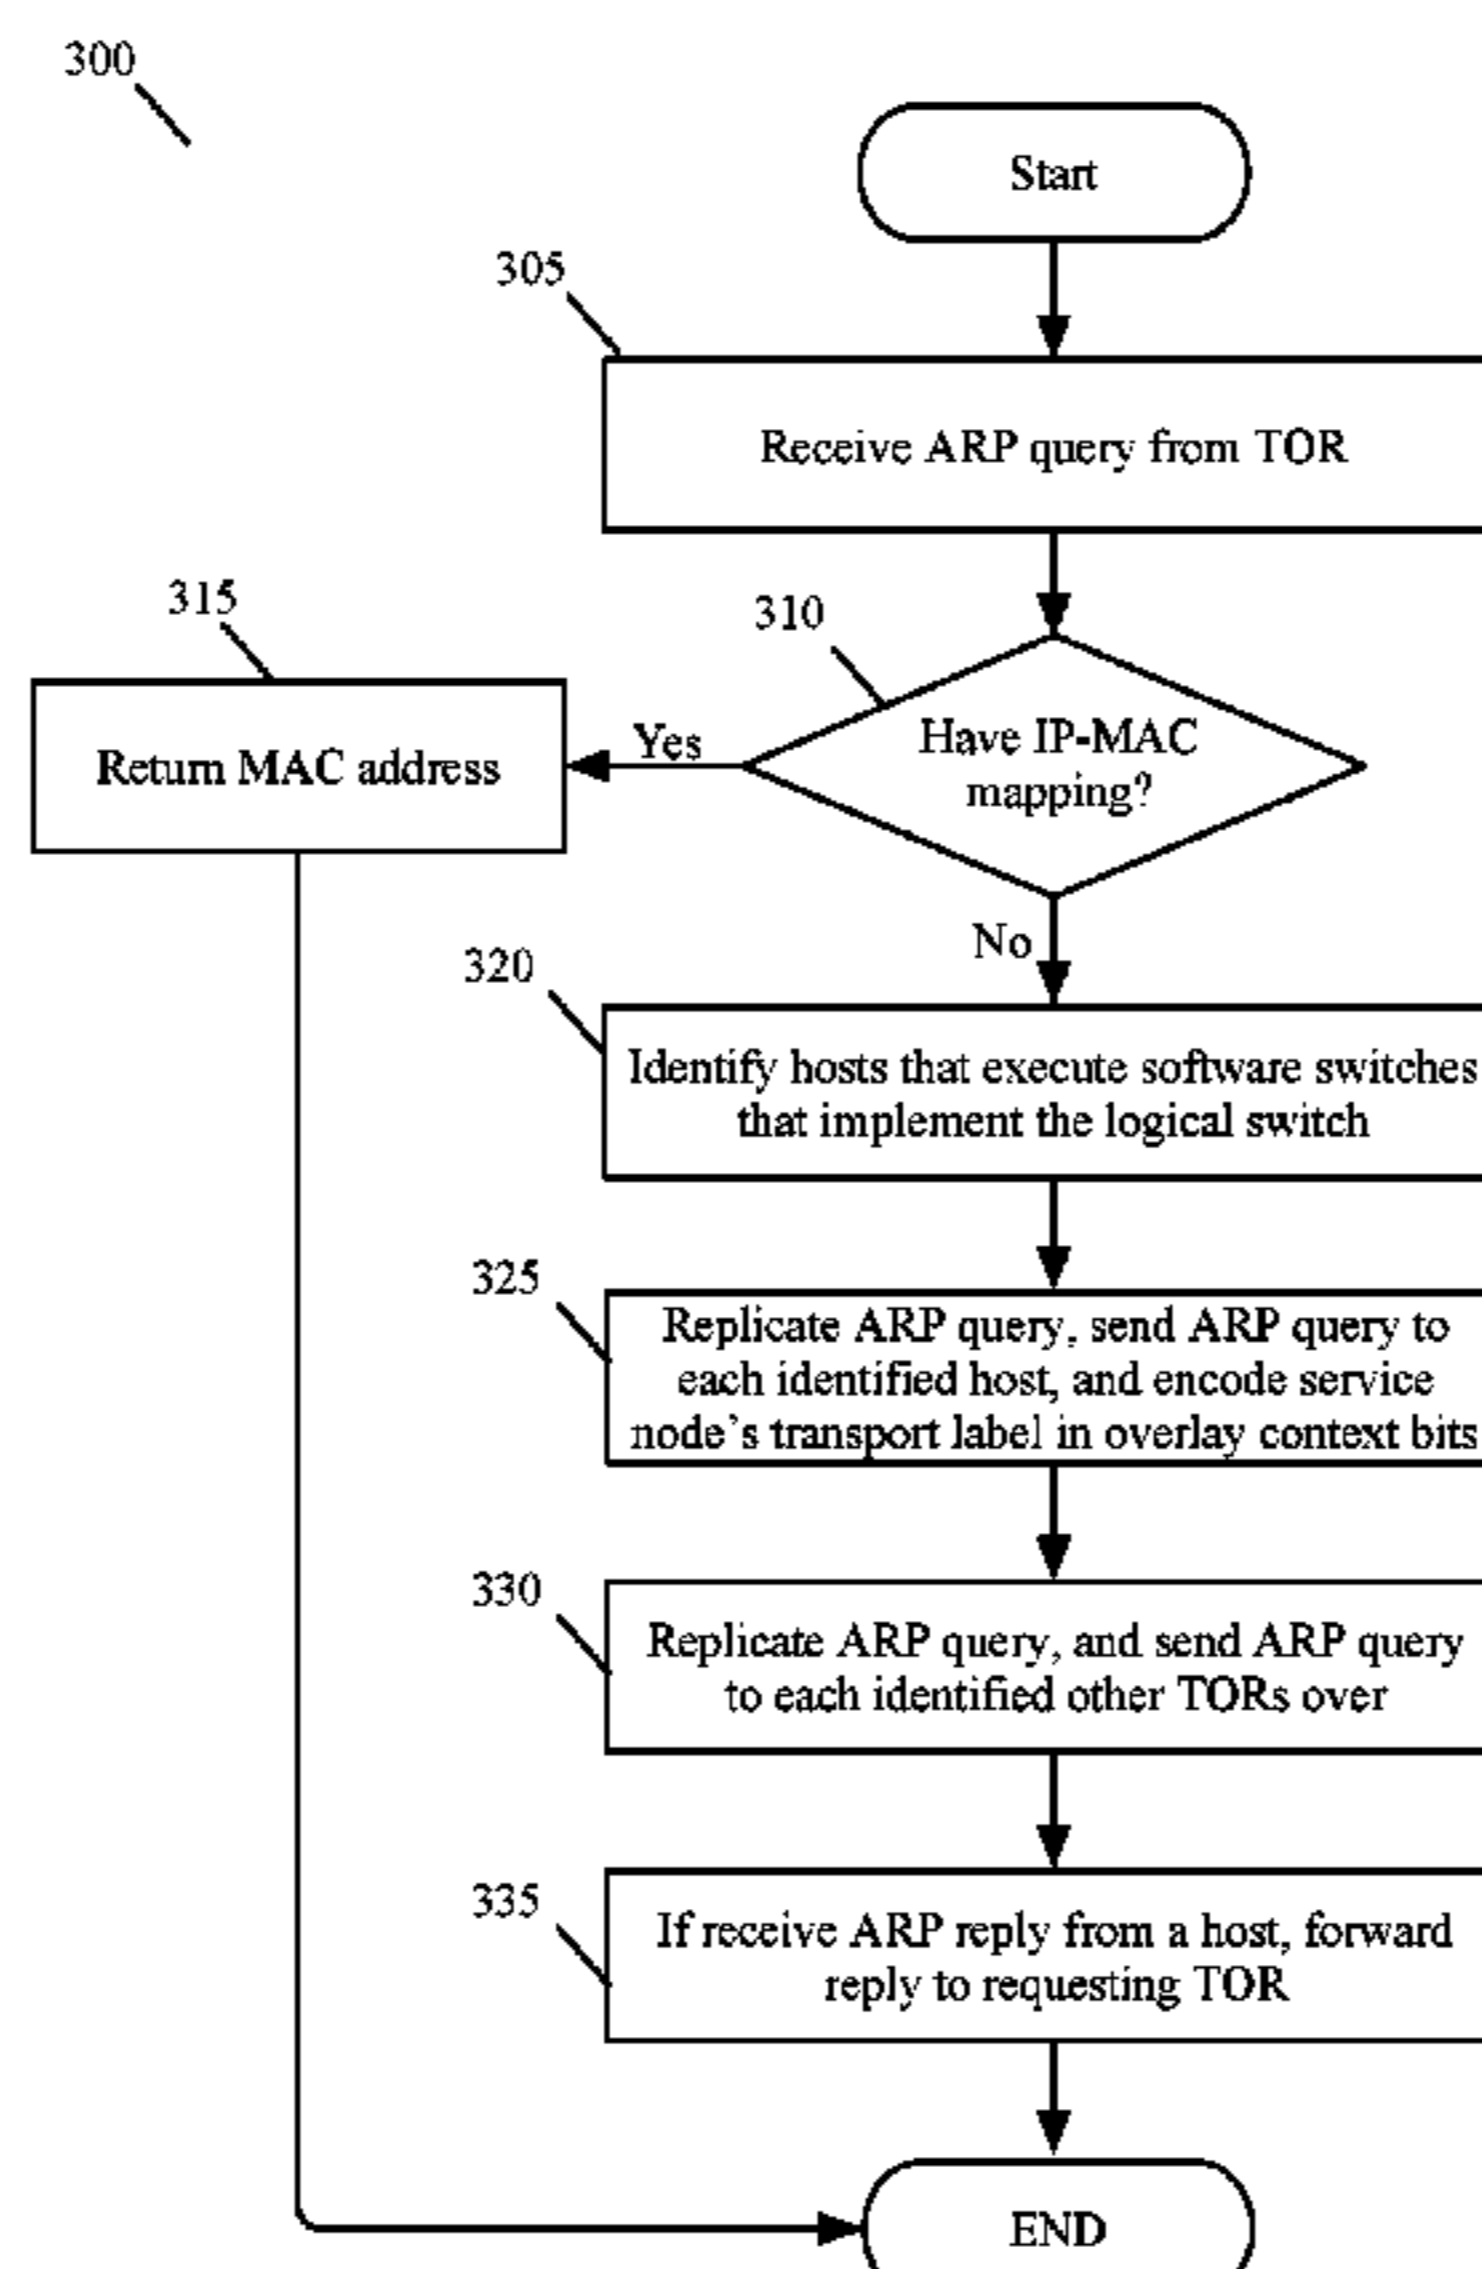 300
Start
305
Receive ARP query from TOR
310
Have IP-MAC
mapping?
Yes
315
Return MAC address
No
320
Identify hosts that execute software switches
that implement the logical switch
325
Replicate ARP query, send ARP query to
each identified host, and encode service
node's transport label in overlay context bits
330
Replicate ARP query, and send ARP query
to each identified other TORs over
335
If receive ARP reply from a host, forward
reply to requesting TOR
END